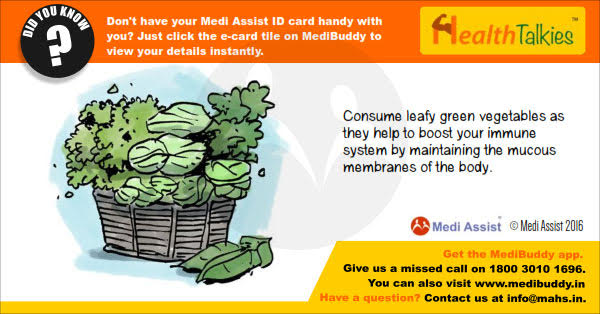 DID YOU KNOW
?
Don't have your Medi Assist ID card handy with
you? Just click the e-card tile on MediBuddy to
view your details instantly.
HealthTalkies™
Consume leafy green vegetables as
they help to boost your immune
system by maintaining the mucous
membranes of the body.
Medi Assist® © Medi Assist 2016
Get the MediBuddy app.
Give us a missed call on 1800 3010 1696.
You can also visit www.medibuddy.in
Have a question? Contact us at info@mahs.in.